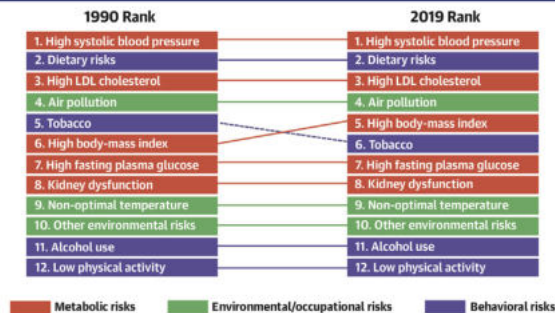 1990 Rank
1. High systolic blood pressure
2. Dietary risks
3. High LDL cholesterol
4. Air pollution
5. Tobacco
6. High body-mass index
7. High fasting plasma glucose
8. Kidney dysfunction
9. Non-optimal temperature
10. Other environmental risks
11. Alcohol use
12. Low physical activity
2019 Rank
1. High systolic blood pressure
2. Dietary risks
3. High LDL cholesterol
4. Air pollution
5. High body-mass index
6. Tobacco
7. High fasting plasma glucose
8. Kidney dysfunction
9. Non-optimal temperature
10. Other environmental risks
11. Alcohol use
12. Low physical activity
Metabolic risks
Environmental/occupational risks
Behavioral risks